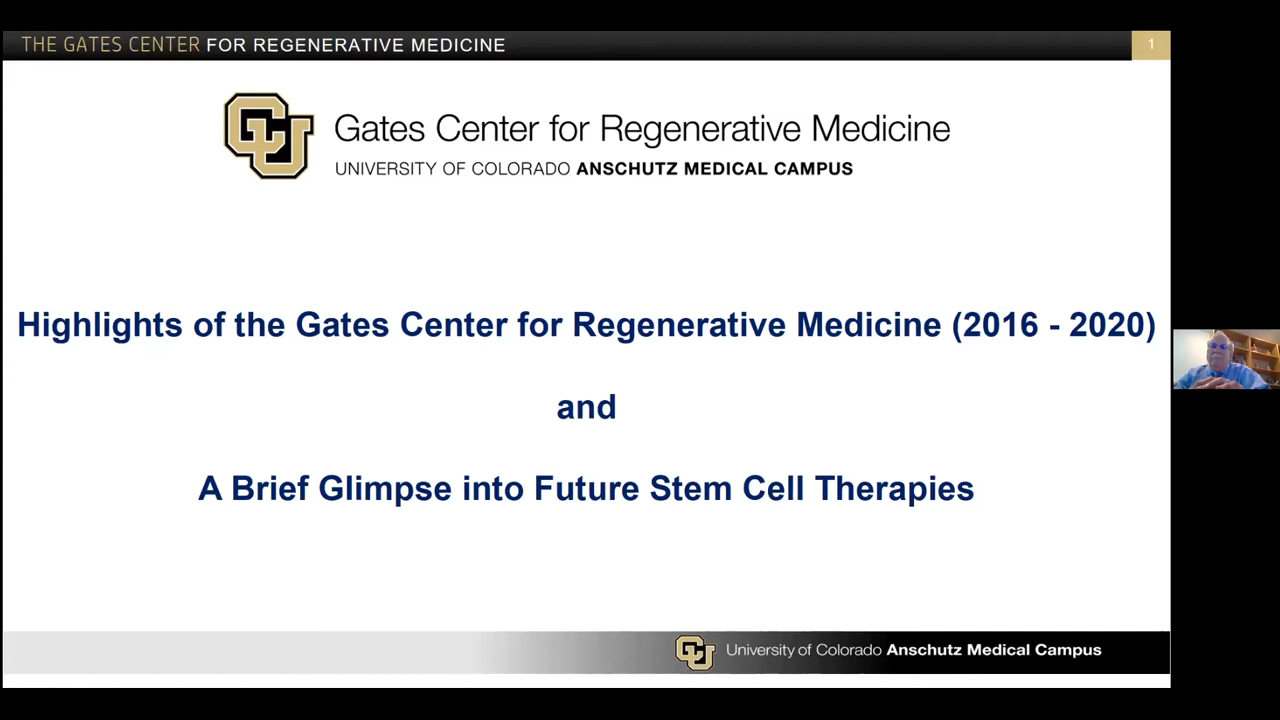 THE GATES CENTER FOR REGENERATIVE MEDICINE
1
CU
Gates Center for Regenerative Medicine
UNIVERSITY OF COLORADO ANSCHUTZ MEDICAL CAMPUS
Highlights of the Gates Center for Regenerative Medicine (2016 - 2020)
and
A Brief Glimpse into Future Stem Cell Therapies
CU
University of Colorado Anschutz Medical Campus